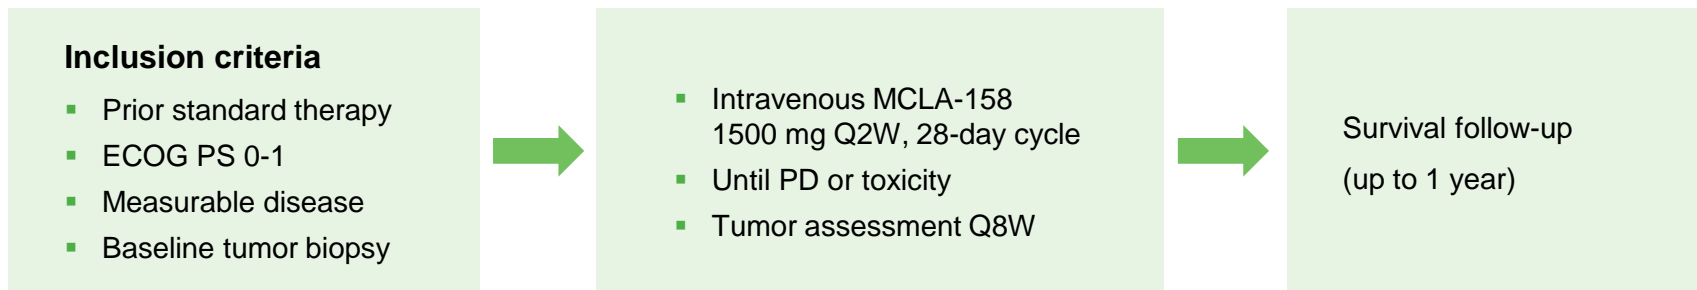 Inclusion criteria
▪ Prior standard therapy
▪ ECOG PS 0-1
▪ Measurable disease
▪ Baseline tumor biopsy
▪ Intravenous MCLA-158
1500 mg Q2W, 28-day cycle
▪ Until PD or toxicity
▪ Tumor assessment Q8W
Survival follow-up
(up to 1 year)